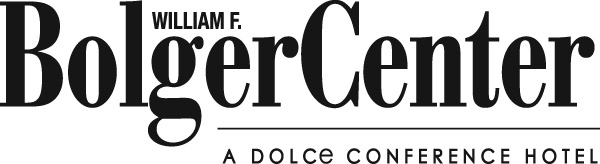 WILLIAM F.
BolgerCenter
A DOLCe CONFERENCE HOTEL